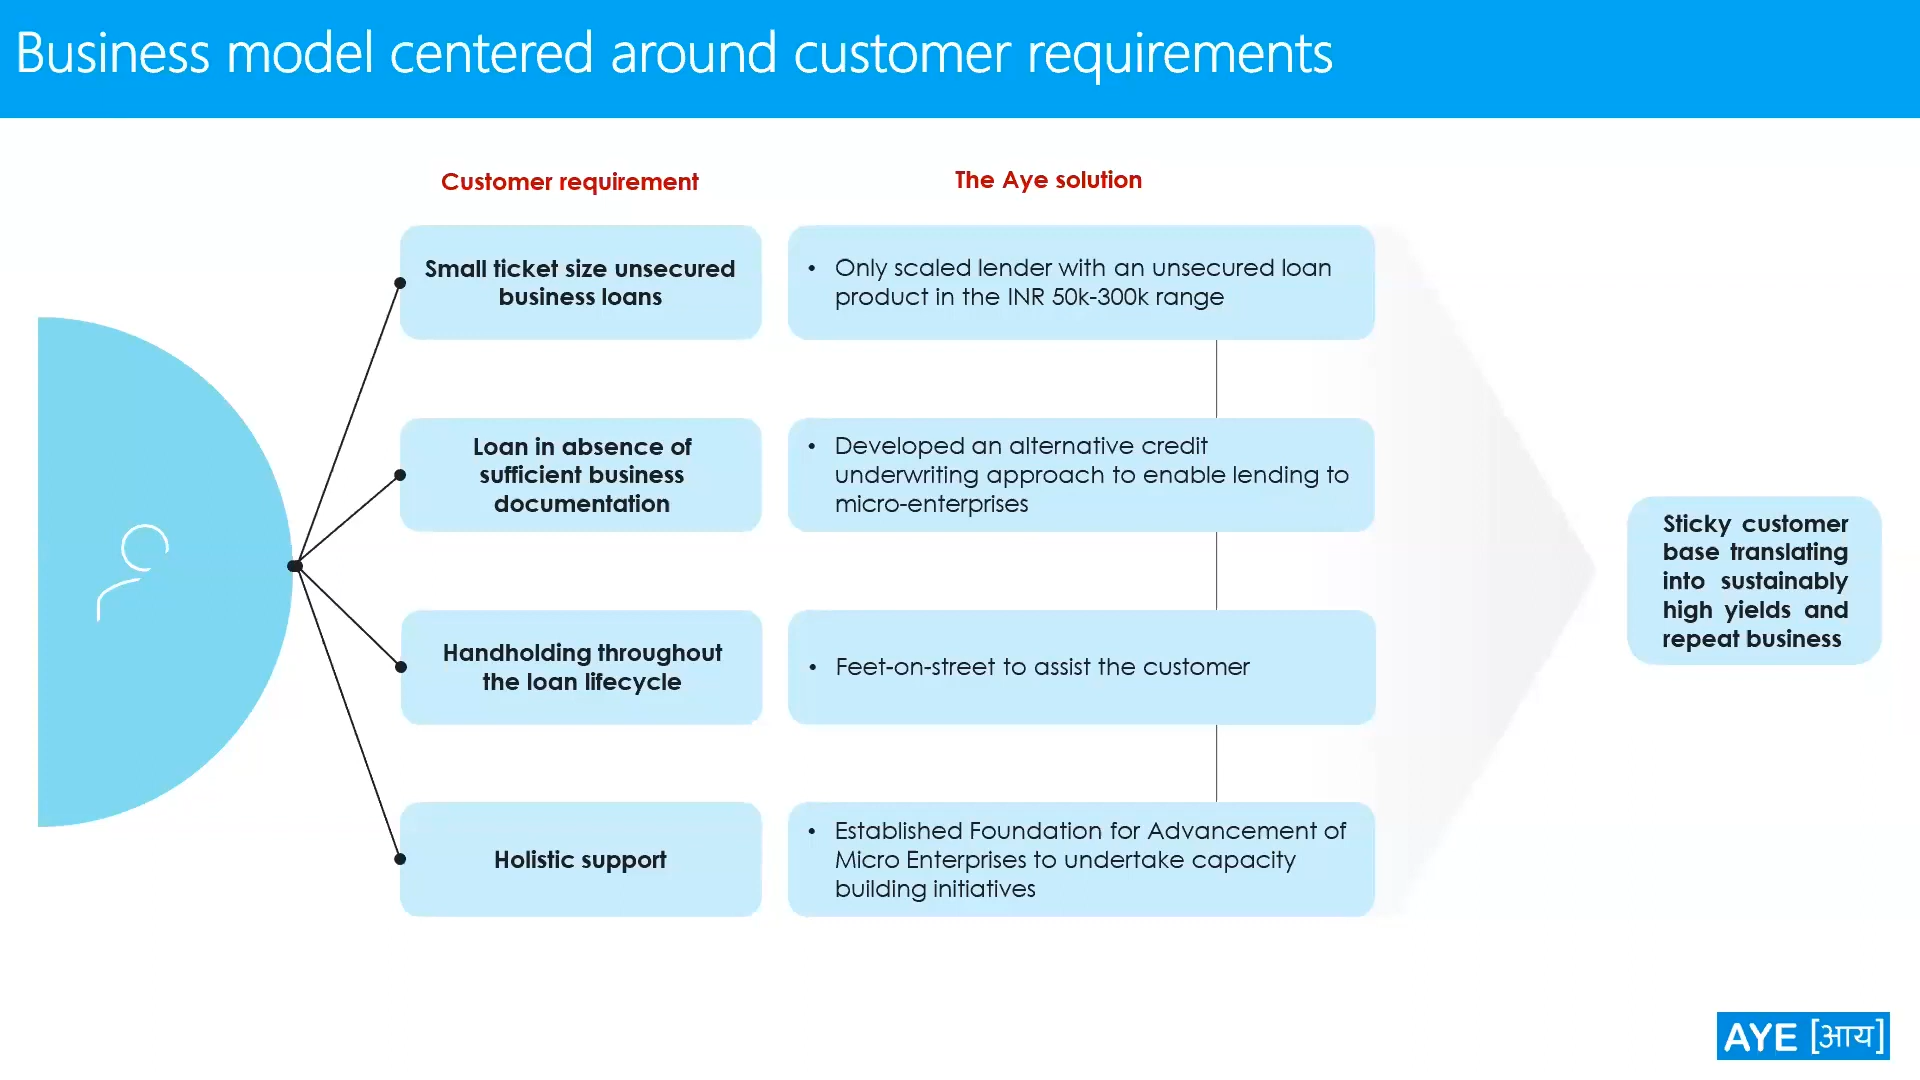 Business model centered around customer requirements
Customer requirement
The Aye solution
Small ticket size unsecured
business loans
• Only scaled lender with an unsecured loan
product in the INR 50k-300k range
Loan in absence of
sufficient business
documentation
• Developed an alternative credit
underwriting approach to enable lending to
micro-enterprises
Handholding throughout
the loan lifecycle
• Feet-on-street to assist the customer
Holistic support
• Established Foundation for Advancement of
Micro Enterprises to undertake capacity
building initiatives
Sticky customer
base translating
into sustainably
high yields and
repeat business
AYE [आय]